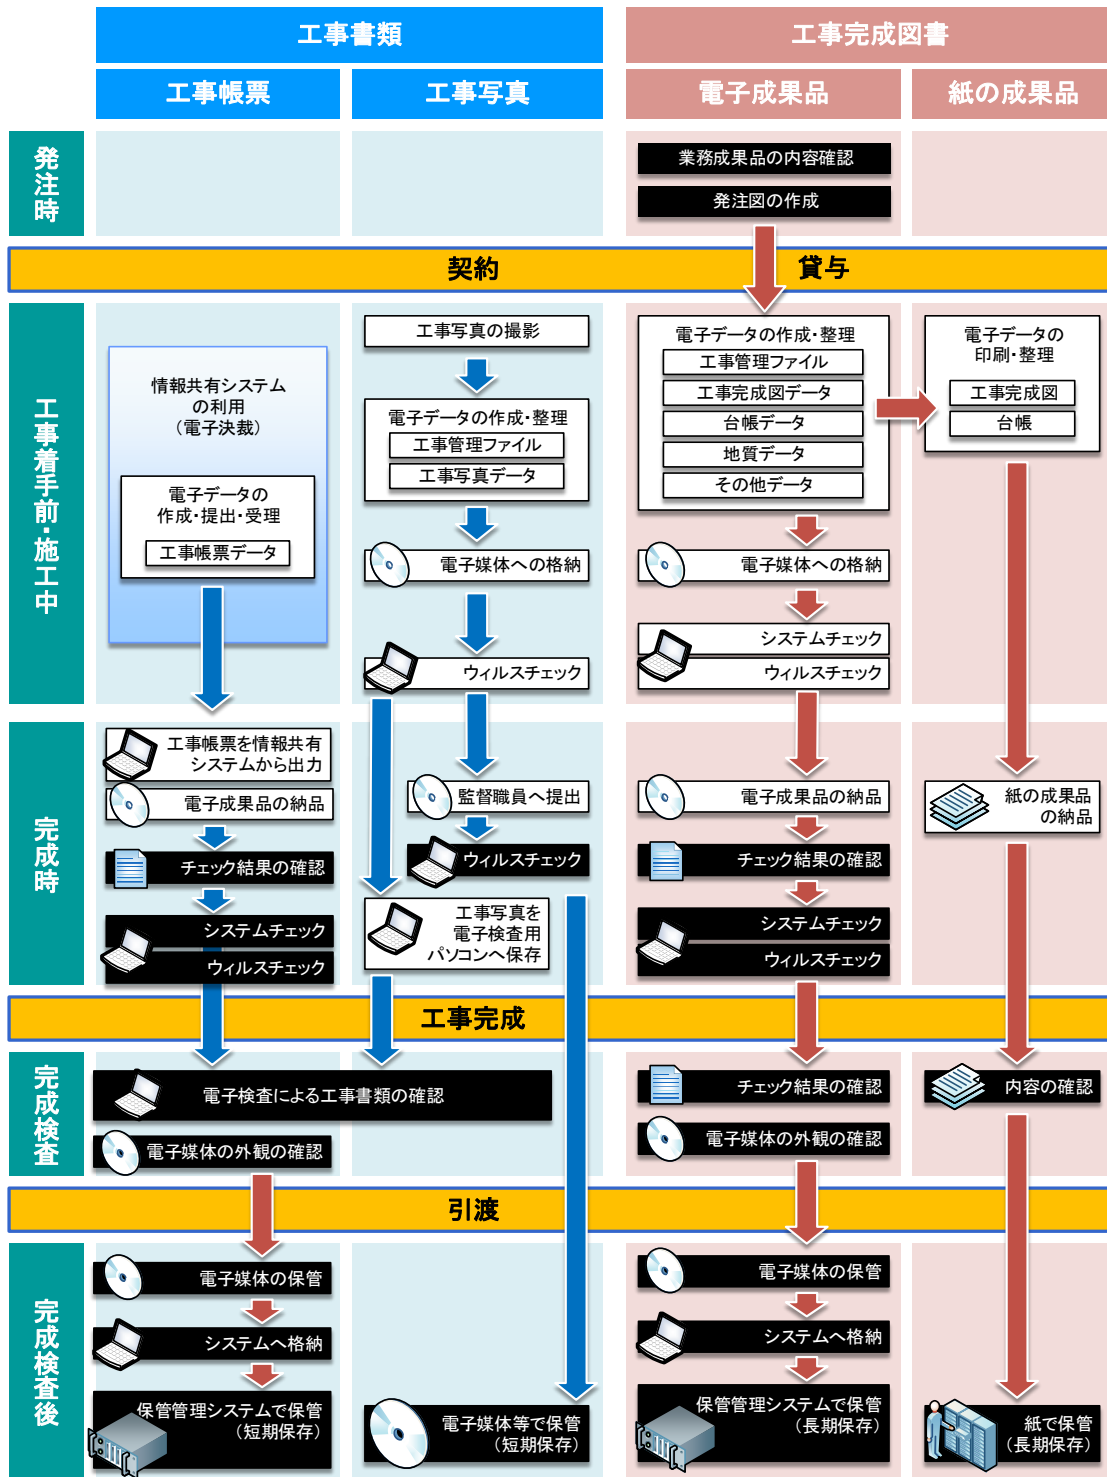 工事書類
工事完成図書
工事帳票
工事写真
電子成果品
紙の成果品
発注時
業務成果品の内容確認
発注図の作成
契約
貸与
工事着手前・施工中
情報共有システム
の利用
（電子決裁）
電子データの
作成・提出・受理
工事帳票データ
工事写真の撮影
電子データの作成・整理
工事管理ファイル
工事写真データ
電子媒体への格納
ウィルスチェック
電子データの作成・整理
工事管理ファイル
工事完成図データ
台帳データ
地質データ
その他データ
電子媒体への格納
システムチェック
ウィルスチェック
電子データの
印刷・整理
工事完成図
台帳
完成時
工事帳票を情報共有
システムから出力
電子成果品の納品
チェック結果の確認
システムチェック
ウィルスチェック
監督職員へ提出
ウィルスチェック
工事写真を
電子検査用
パソコンへ保存
電子成果品の納品
チェック結果の確認
システムチェック
ウィルスチェック
紙の成果品
の納品
工事完成
完成検査
電子検査による工事書類の確認
電子媒体の外観の確認
チェック結果の確認
電子媒体の外観の確認
内容の確認
引渡
完成検査後
電子媒体の保管
システムへ格納
保管管理システムで保管
（短期保存）
電子媒体等で保管
（短期保存）
電子媒体の保管
システムへ格納
保管管理システムで保管
（長期保存）
紙で保管
（長期保存）